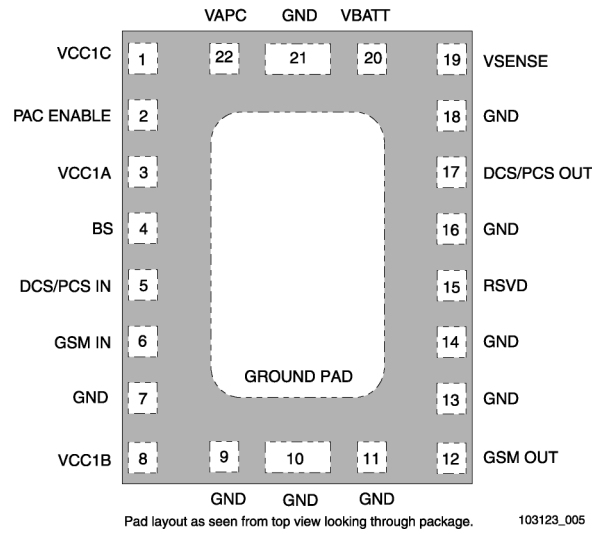 VAPC GND VBATT
VCC1C 1 22 21 20 19 VSENSE
PAC ENABLE 2 18 GND
VCC1A 3 17 DCS/PCS OUT
BS 4 16 GND
DCS/PCS IN 5 15 RSVD
GSM IN 6 14 GND
GROUND PAD
GND 7 13 GND
VCC1B 8 9 10 11 12 GSM OUT
GND GND GND
Pad layout as seen from top view looking through package. 103123_005